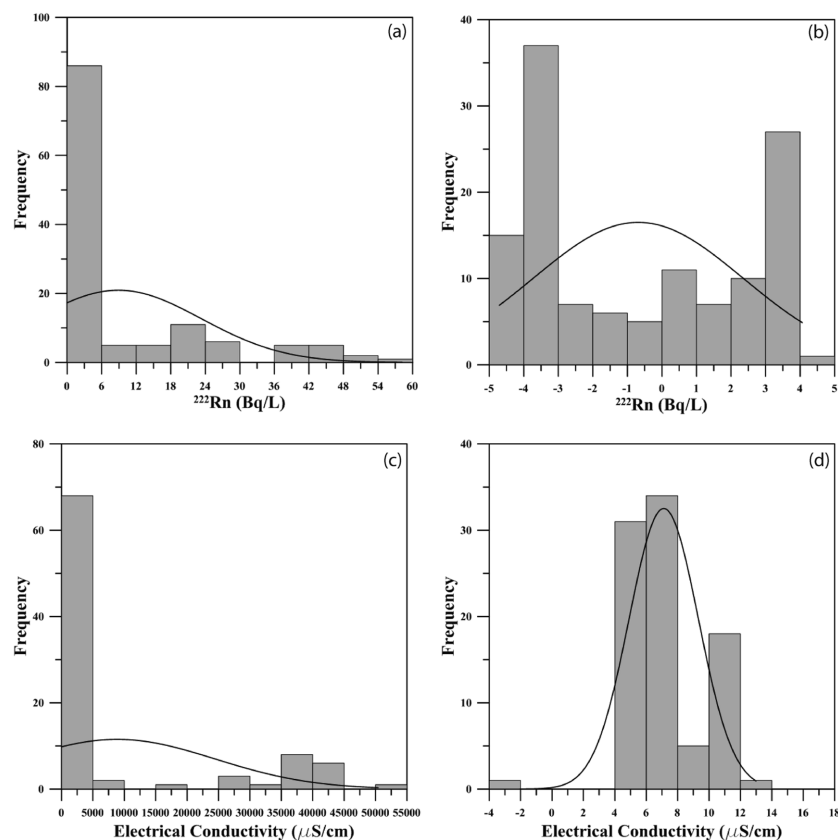 (a)
100
80
60
40
20
0
Frequency
0 6 12 18 24 30 36 42 48 54 60
²²²Rn (Bq/L)
(b)
40
30
20
10
0
Frequency
-5 -4 -3 -2 -1 0 1 2 3 4 5
²²²Rn (Bq/L)
(c)
80
60
40
20
0
Frequency
0 5000 10000 15000 20000 25000 30000 35000 40000 45000 50000 55000
Electrical Conductivity (μS/cm)
(d)
40
30
20
10
0
Frequency
-4 -2 0 2 4 6 8 10 12 14 16 18
Electrical Conductivity (μS/cm)